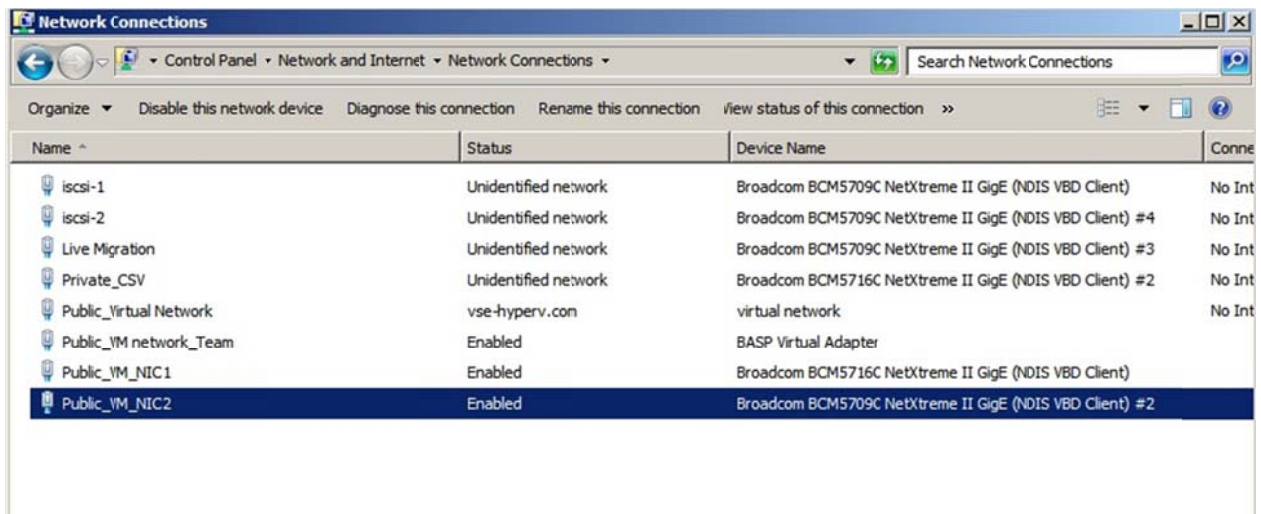 Network Connections
Control Panel Network and Internet Network Connections Search Network Connections
Organize Disable this network device Diagnose this connection Rename this connection View status of this connection »
Name Status Device Name Conne
iscsi-1 Unidentified network Broadcom BCM5709C NetXtreme II GigE (NDIS VBD Client) No Int
iscsi-2 Unidentified network Broadcom BCM5709C NetXtreme II GigE (NDIS VBD Client) #4 No Int
Live Migration Unidentified network Broadcom BCM5709C NetXtreme II GigE (NDIS VBD Client) #3 No Int
Private_CSV Unidentified network Broadcom BCM5716C NetXtreme II GigE (NDIS VBD Client) #2 No Int
Public_Virtual Network vse-hyperv.con virtual network No Int
Public_VM network_Team Enabled BASP Virtual Adapter
Public_VM_NIC1 Enabled Broadcom BCM5716C NetXtreme II GigE (NDIS VBD Client)
Public_VM_NIC2 Enabled Broadcom BCM5709C NetXtreme II GigE (NDIS VBD Client) #2